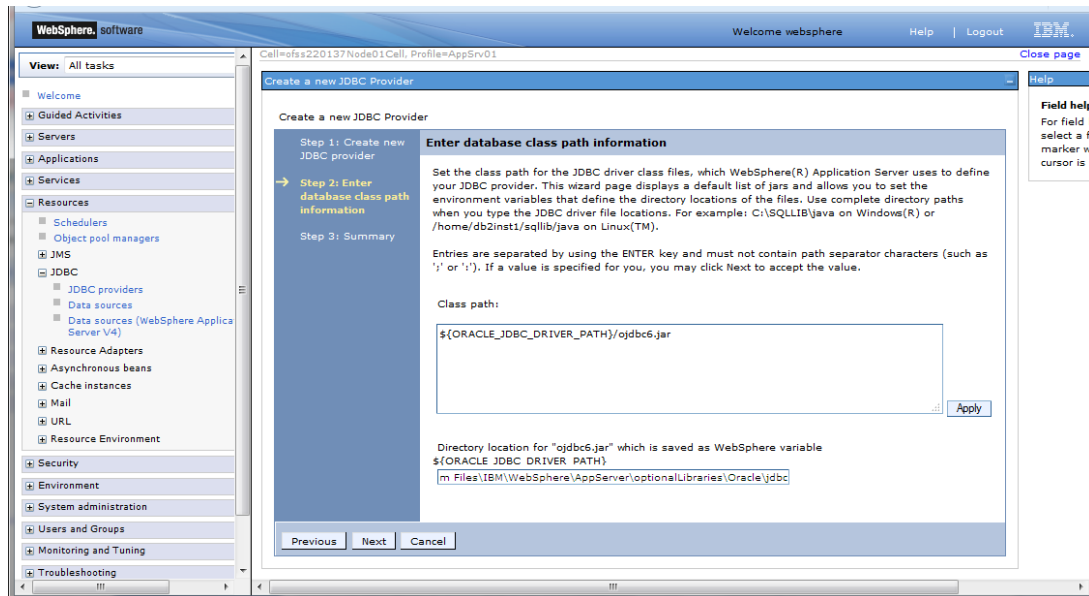 WebSphere. software
Welcome websphere
Help | Logout
IBM.
View: All tasks
Welcome
Guided Activities
Servers
Applications
Services
Resources
Schedulers
Object pool managers
JMS
JDBC
JDBC providers
Data sources
Data sources (WebSphere Applica
Server V4)
Resource Adapters
Asynchronous beans
Cache instances
Mail
URL
Resource Environment
Security
Environment
System administration
Users and Groups
Monitoring and Tuning
Troubleshooting
Cell=ofss220137Node01Cell, Profile=AppSrv01
Close page
Create a new JDBC Provider
Create a new JDBC Provider
Step 1: Create new
JDBC provider
Step 2: Enter
database class path
information
Step 3: Summary
Enter database class path information
Set the class path for the JDBC driver class files, which WebSphere(R) Application Server uses to define
your JDBC provider. This wizard page displays a default list of jars and allows you to set the
environment variables that define the directory locations of the files. Use complete directory paths
when you type the JDBC driver file locations. For example: C:\SQLLIB\java on Windows(R) or
/home/db2inst1/sqllib/java on Linux(TM).
Entries are separated by using the ENTER key and must not contain path separator characters (such as
';' or ':'). If a value is specified for you, you may click Next to accept the value.
Class path:
${ORACLE_JDBC_DRIVER_PATH}/ojdbc6.jar
Apply
Directory location for "ojdbc6.jar" which is saved as WebSphere variable
${ORACLE_JDBC_DRIVER_PATH}
m Files\IBM\WebSphere\AppServer\optionalLibraries\Oracle\jdbc
Previous
Next
Cancel
Help
Field help
For field
select a f
marker w
cursor is